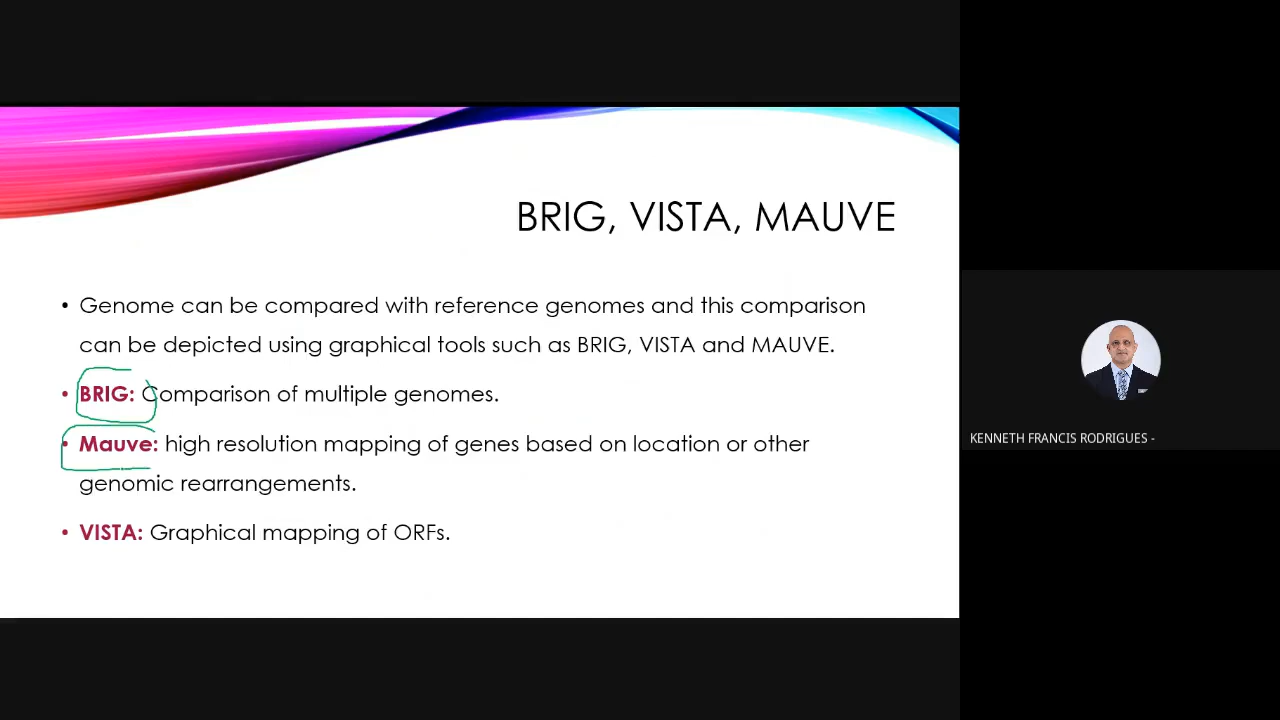 BRIG, VISTA, MAUVE
• Genome can be compared with reference genomes and this comparison
can be depicted using graphical tools such as BRIG, VISTA and MAUVE.
• BRIG: Comparison of multiple genomes.
• Mauve: high resolution mapping of genes based on location or other
genomic rearrangements.
• VISTA: Graphical mapping of ORFs.
KENNETH FRANCIS RODRIGUES -